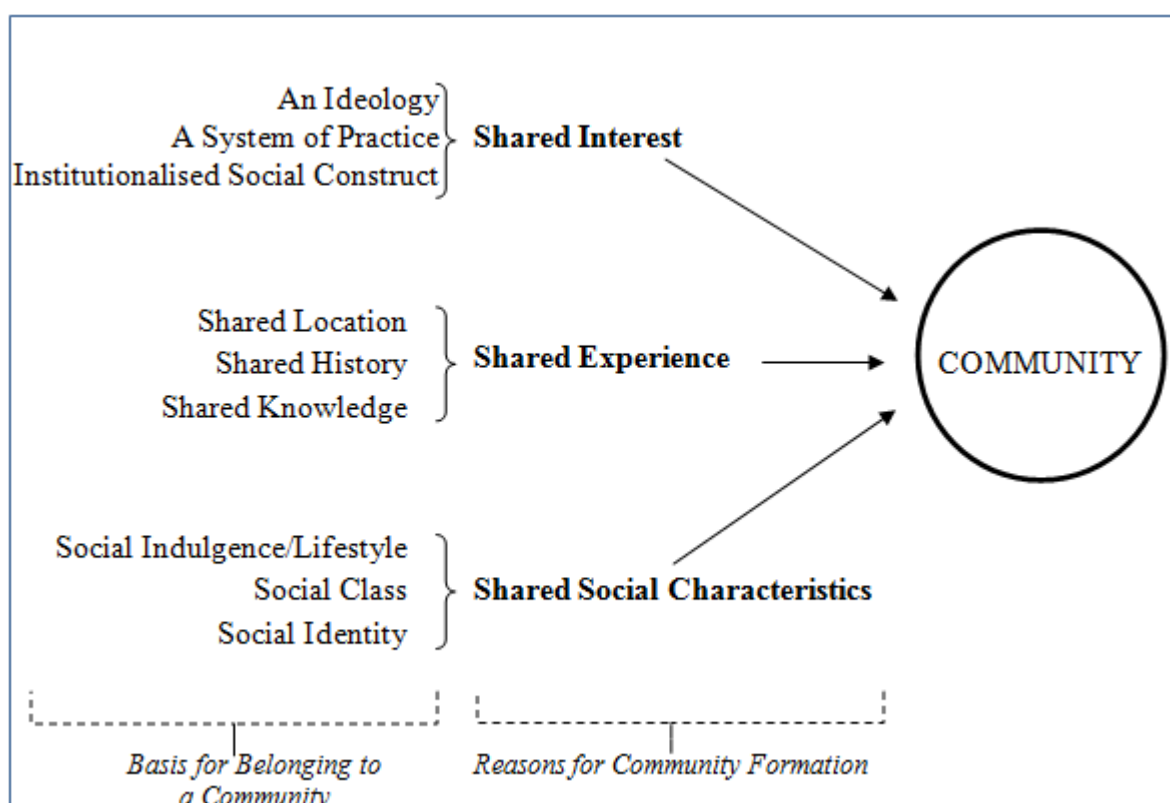 An Ideology
A System of Practice
Institutionalised Social Construct
Shared Interest
Shared Location
Shared History
Shared Knowledge
Shared Experience
Social Indulgence/Lifestyle
Social Class
Social Identity
Shared Social Characteristics
COMMUNITY
Basis for Belonging to
a Community
Reasons for Community Formation